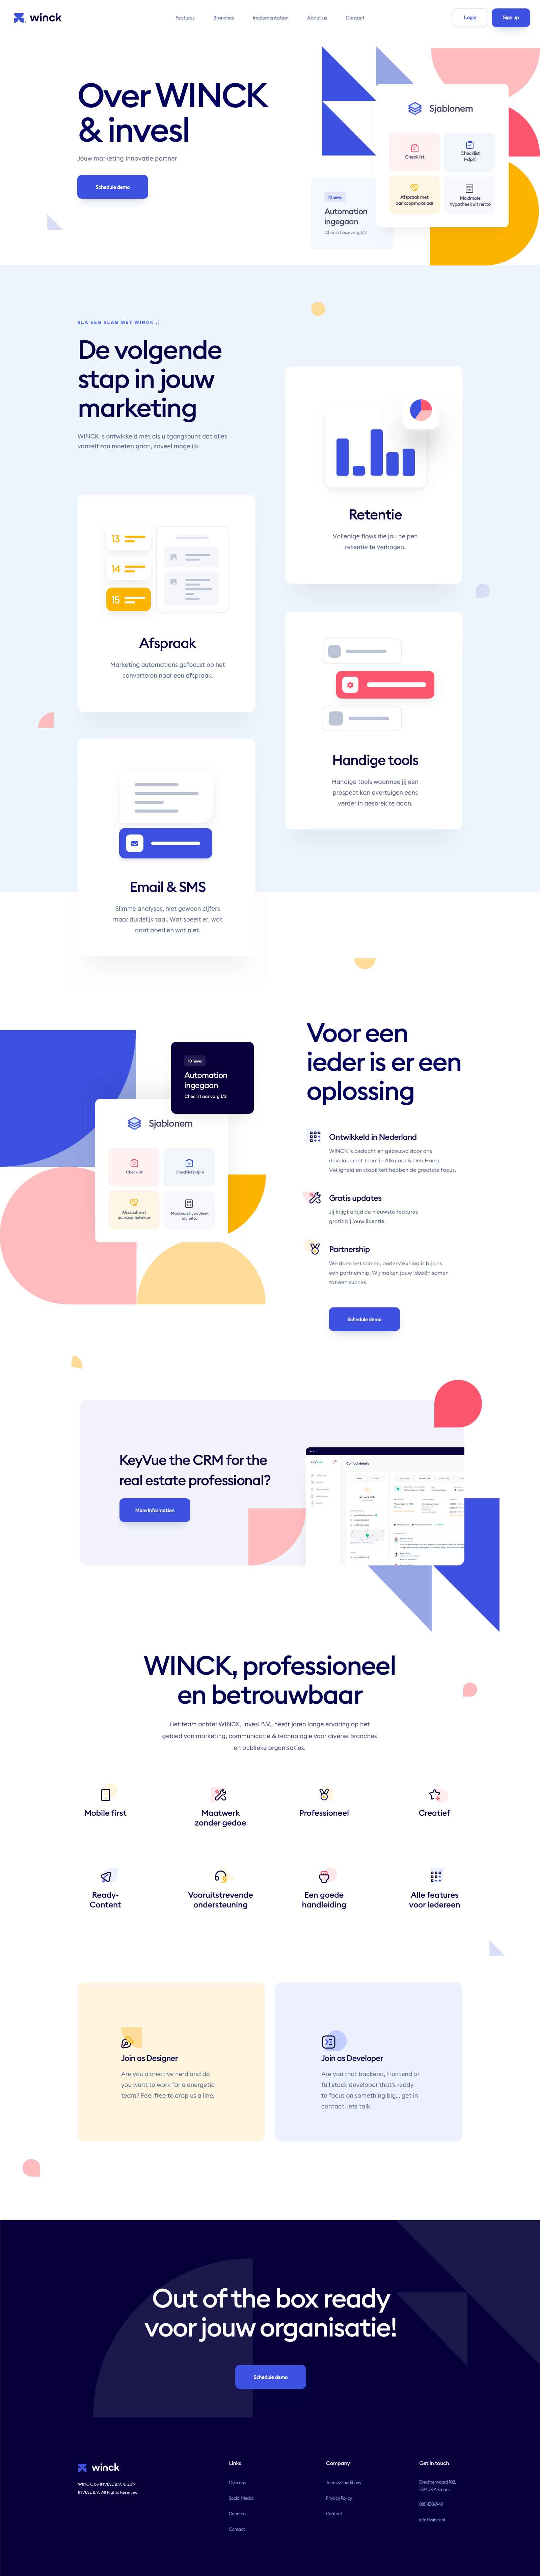 winck
Features
Branches
Implementation
About us
Contact
Login
Sign up
Over WINCK
& invesl
Jouw marketing innovatie partner
Schedule demo
Sjablonem
Checklist
Checklist
(+dph)
Afspraak met
aankoopmakelaar
Maximale
hypotheek uit netto
10 news
Automation
ingegaan
Checlist aanvarg 1/2
SLA EEN SLAG MET WINCK ;)
De volgende
stap in jouw
marketing
WINCK is ontwikkeld met als uitgangspunt dat alles
vanzelf zou moeten gaan, zoveel mogelijk.
Retentie
Volledige flows die jou helpen
retentie te verhogen.
13
14
15
Afspraak
Marketing automations gefocust op het
converteren naar een afspraak.
Handige tools
Handige tools waarmee jij een
prospect kan overtuigen eens
verder in gesprek te gaan.
Email & SMS
Slimme analyses, niet gewoon cijfers
maar duidelijk taal. Wat speelt er, wat
gaat goed en wat niet.
10 news
Automation
ingegaan
Checlist aanvarg 1/2
Sjablonem
Checklist
Checklist (+dph)
Afspraak met
aankoopmakelaar
Maximale hypotheek
uit netto
Voor een
ieder is er een
oplossing
Ontwikkeld in Nederland
WINCK is bedacht en gebouwd door ons
development team in Alkmaar & Den Haag.
Veiligheid en stabiliteit hebben de grootste focus.
Gratis updates
Jij krijgt altijd de nieuwste features
gratis bij jouw licentie.
Partnership
We doen het samen, ondersteuning is bij ons
een partnership. Wij maken jouw ideeën samen
tot een succes.
Schedule demo
KeyVue the CRM for the
real estate professional?
More Information
KeyVue
Contact details
WINCK, professioneel
en betrouwbaar
Het team achter WINCK, Invesl B.V., heeft jaren lange ervaring op het
gebied van marketing, communicatie & technologie voor diverse branches
en publieke organisaties.
Mobile first
Maatwerk
zonder gedoe
Professioneel
Creatief
Ready-
Content
Vooruitstrevende
ondersteuning
Een goede
handleiding
Alle features
voor iedereen
Join as Designer
Are you a creative nerd and do
you want to work for a energetic
team? Feel free to drop us a line.
Join as Developer
Are you that backend, frontend or
full stack developer that's ready
to focus on something big... get in
contact, lets talk
Out of the box ready
voor jouw organisatie!
Schedule demo
winck
WINCK, by INVESL B.V. © 2019
INVESL B.V. All Rights Reserved
Links
Over ons
Social Media
Counters
Contact
Company
Terms&Conditions
Privacy Policy
Contact
Get in touch
Drechterwaard 102,
1824DX Alkmaar
info@winck.nl